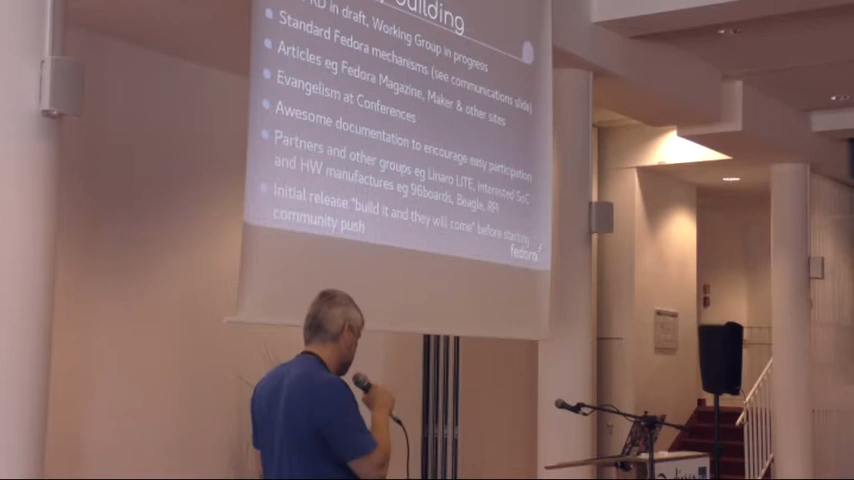 building
in draft, Working Group in progress
Standard Fedora mechanisms (see communications slide)
Articles eg Fedora Magazine, Maker & other sites
Evangelism at Conferences
Awesome documentation to encourage easy participation
Partners and other groups eg Linaro LITE, interested SoC
and HW manufactures eg 96boards, Beagle, RPi
Initial release "build it and they will come" before starting
community push
fedora